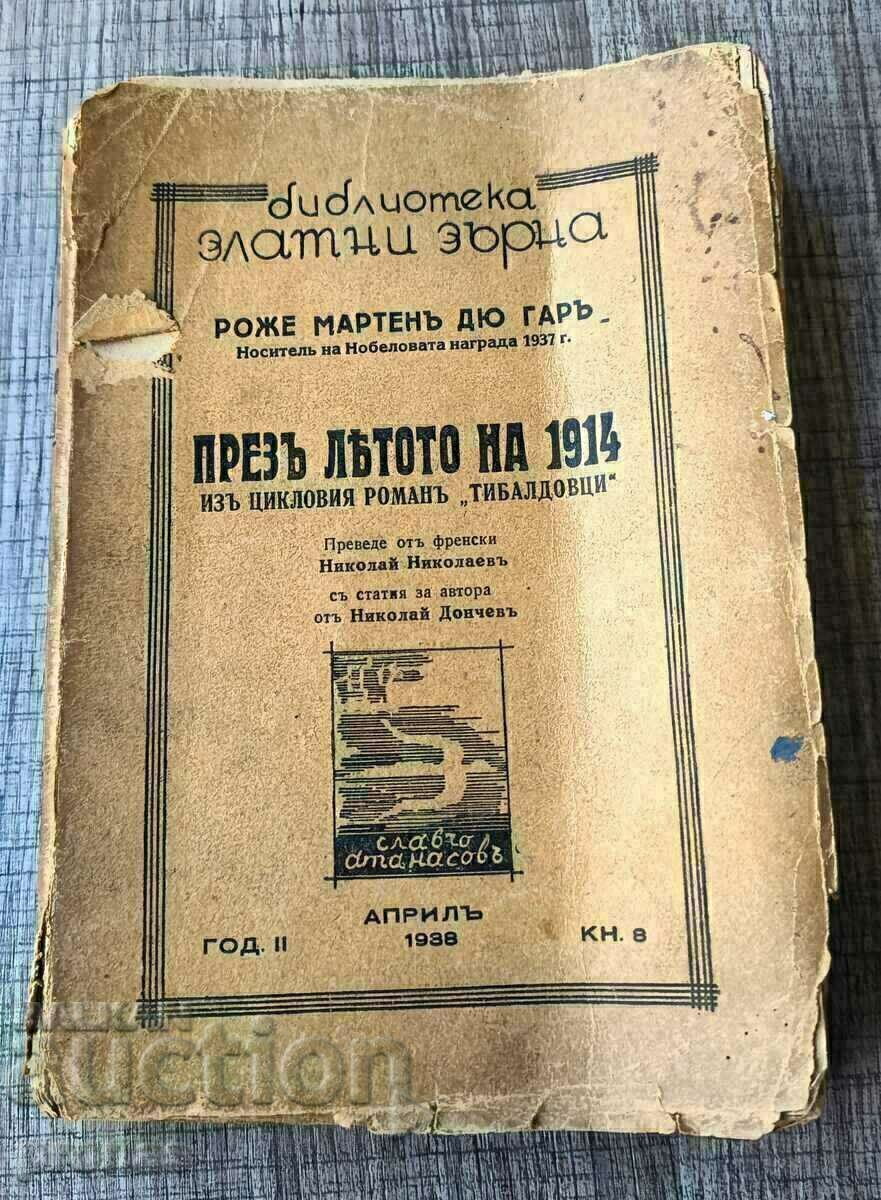 библиотека
златни зърна
РОЖЕ МАРТЕНЪ ДЮ ГАРЪ
Носитель на Нобеловата награда 1937 г.
ПРЕЗЪ ЛѢТОТО НА 1914
ИЗЪ ЦИКЛОВИЯ РОМАНЪ „ТИБАЛДОВЦИ“
Преведе отъ френски
Николай Николаевъ
съ статия за автора
отъ Николай Дончевъ
славчо
атанасовъ
ГОД. II АПРИЛЪ 1938 КН. 8
auction